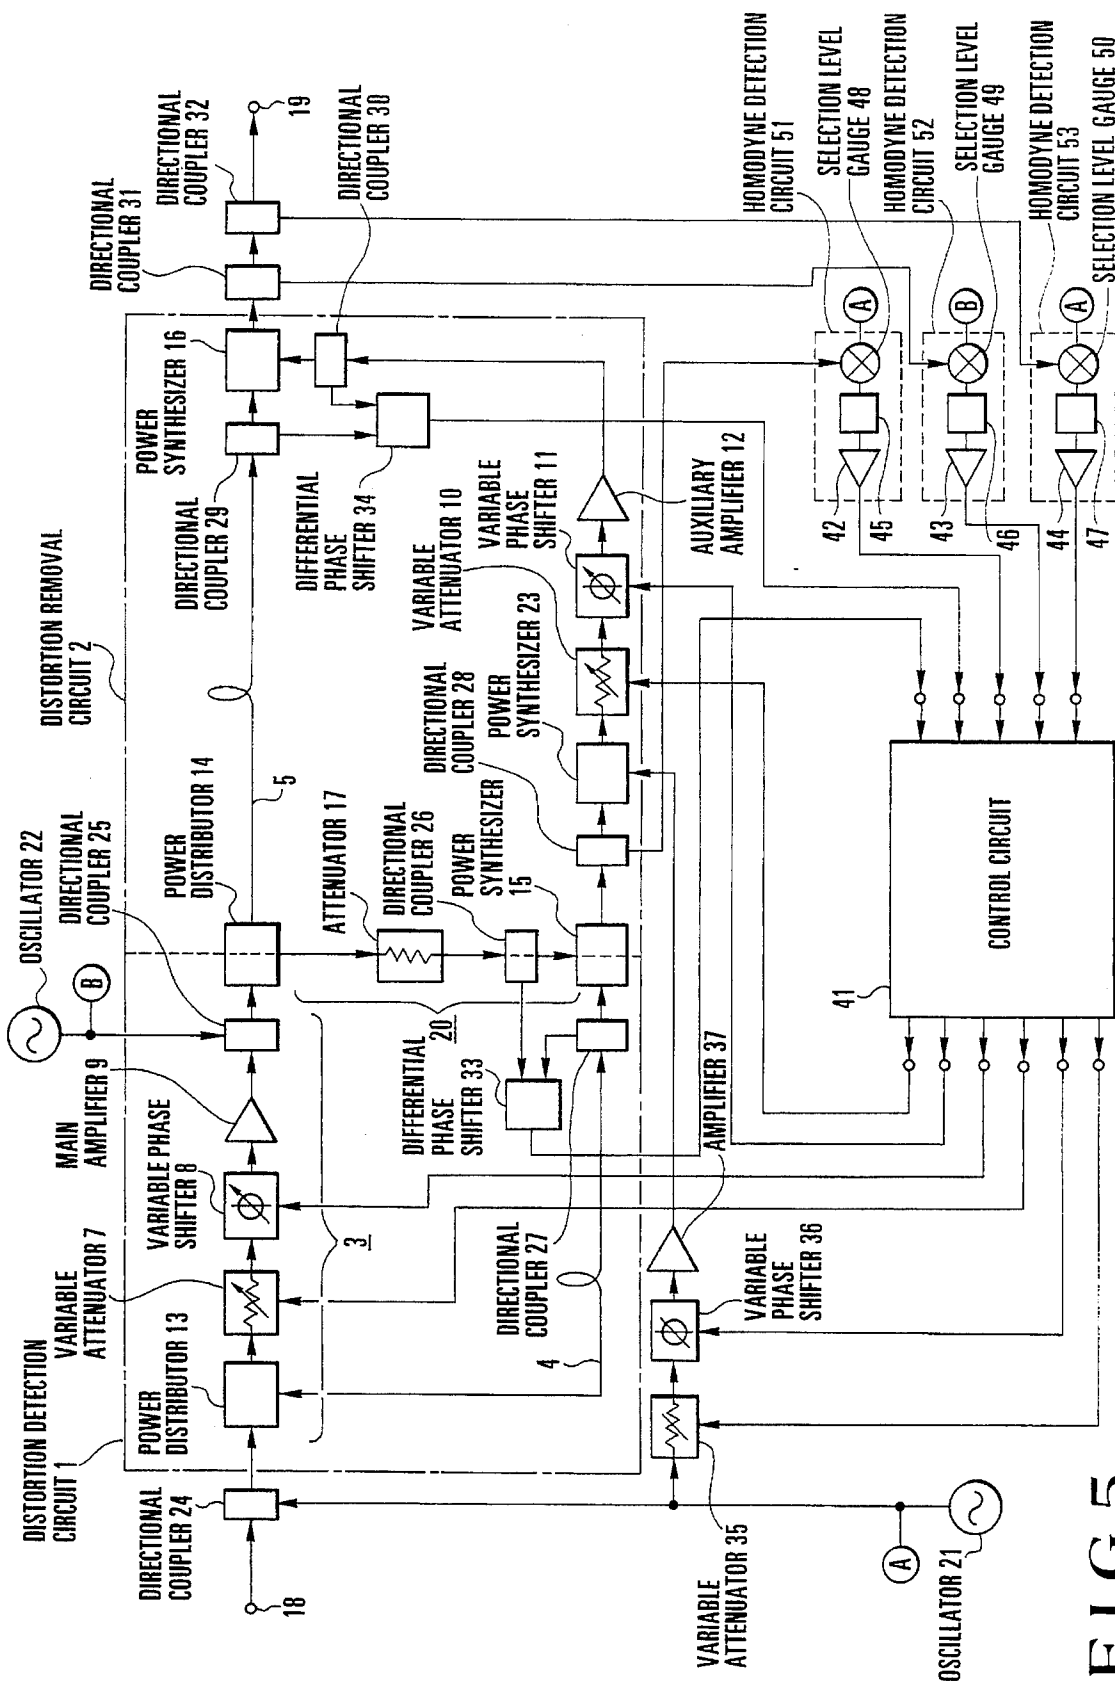 DISTORTION DETECTION
CIRCUIT 1
DISTORTION REMOVAL
CIRCUIT 2
OSCILLATOR 22
B
DIRECTIONAL
COUPLER 24
POWER
DISTRIBUTOR 13
VARIABLE
ATTENUATOR 7
VARIABLE PHASE
SHIFTER 8
MAIN
AMPLIFIER 9
DIRECTIONAL
COUPLER 25
POWER
DISTRIBUTOR 14
5
DIRECTIONAL
COUPLER 29
POWER
SYNTHESIZER 16
DIRECTIONAL
COUPLER 31
DIRECTIONAL
COUPLER 32
18
19
3
20
4
ATTENUATOR 17
DIRECTIONAL
COUPLER 26
DIFFERENTIAL
PHASE
SHIFTER 33
DIRECTIONAL
COUPLER 27
POWER
SYNTHESIZER
15
DIRECTIONAL
COUPLER 28
POWER
SYNTHESIZER 23
VARIABLE
ATTENUATOR 10
VARIABLE
PHASE
SHIFTER 11
AUXILIARY
AMPLIFIER 12
DIFFERENTIAL
PHASE
SHIFTER 34
DIRECTIONAL
COUPLER 30
VARIABLE
ATTENUATOR 35
VARIABLE
PHASE
SHIFTER 36
AMPLIFIER 37
A
OSCILLATOR 21
41
CONTROL CIRCUIT
HOMODYNE DETECTION
CIRCUIT 51
SELECTION LEVEL
GAUGE 48
HOMODYNE DETECTION
CIRCUIT 52
SELECTION LEVEL
GAUGE 49
HOMODYNE DETECTION
CIRCUIT 53
SELECTION LEVEL GAUGE 50
A
B
A
42
45
43
46
44
47
FIG.5